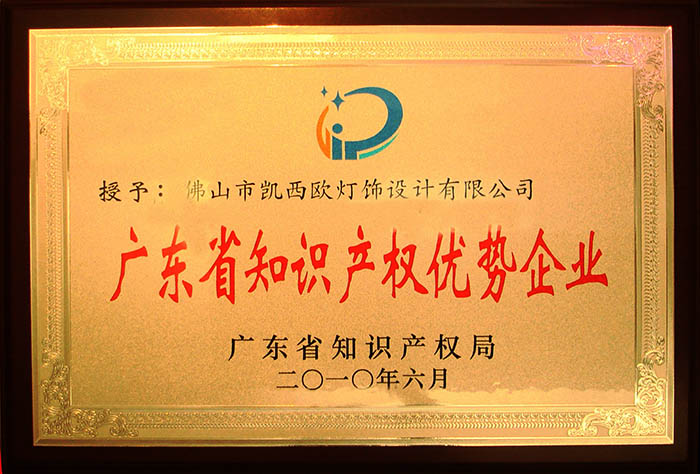 授予：佛山市凯西欧灯饰设计有限公司
广东省知识产权优势企业
广东省知识产权局
二〇一〇年六月